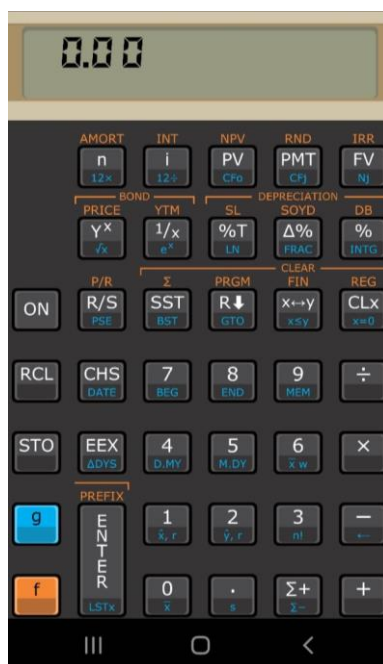 0.00
AMORT INT NPV RND IRR
n i PV PMT FV
12× 12÷ CFo CFj Nj
BOND DEPRECIATION
PRICE YTM SL SOYD DB
Yˣ 1/x %T Δ% %
√x eˣ LN FRAC INTG
CLEAR
P/R Σ PRGM FIN REG
ON R/S SST R⬇ x↔y CLx
PSE BST GTO x≤y x=0
RCL CHS 7 8 9 ÷
DATE BEG END MEM
STO EEX 4 5 6 ×
ΔDYS D.MY M.DY x̅ w
PREFIX
g ENTER 1 2 3 −
x̂, r ŷ, r n! ←
f 0 . Σ+ +
LSTx x̅ s Σ−